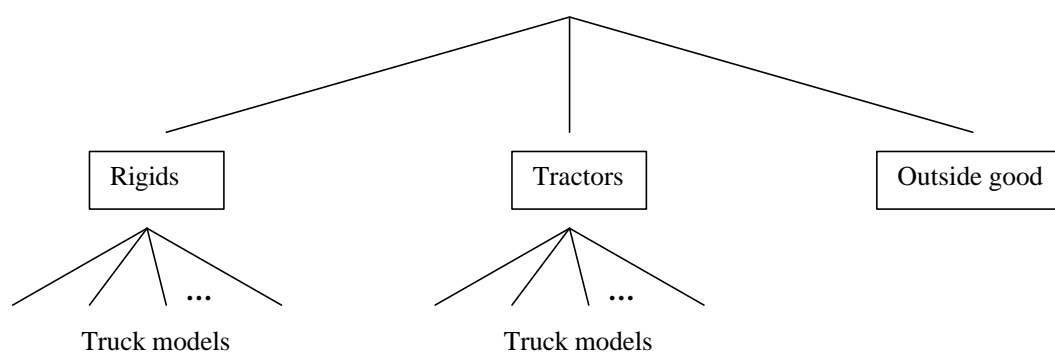 Rigids
Tractors
Outside good
...
...
Truck models
Truck models